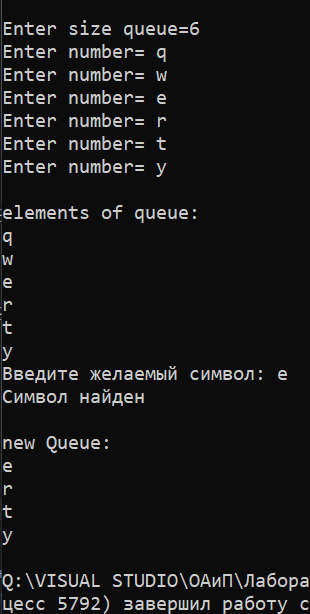 Enter size queue=6
Enter number= q
Enter number= w
Enter number= e
Enter number= r
Enter number= t
Enter number= y
elements of queue:
q
w
e
r
t
y
Введите желаемый символ: e
Символ найден
new Queue:
e
r
t
y
Q:\VISUAL STUDIO\ОАиП\Лабора
цесс 5792) завершил работу с